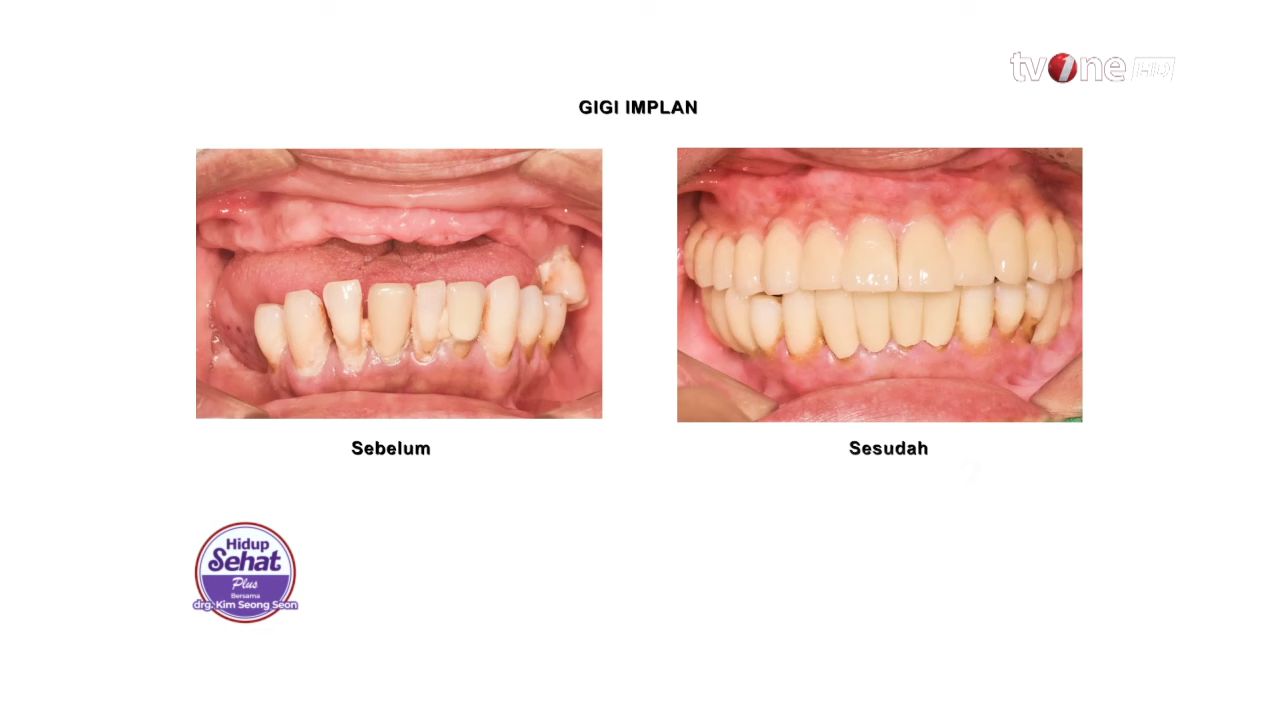 tvOne HD
GIGI IMPLAN
Sebelum
Sesudah
Hidup
Sehat
Plus
Bersama
drg. Kim Seong Seon